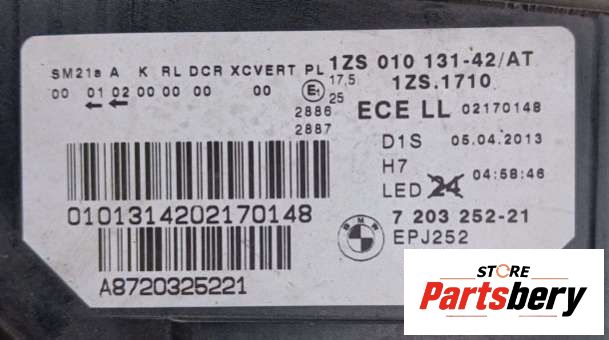 SM21a A K RL DCR XCVERT PL
00 01 02 00 00 00 00
17,5
E1
25
2886
2887
1ZS 010 131-42/AT
1ZS.1710
ECE LL 02170148
D1S 05.04.2013
H7
LED 24 04:58:46
0101314202170148
A8720325221
BMW
7 203 252-21
EPJ252
STORE
Partsbery